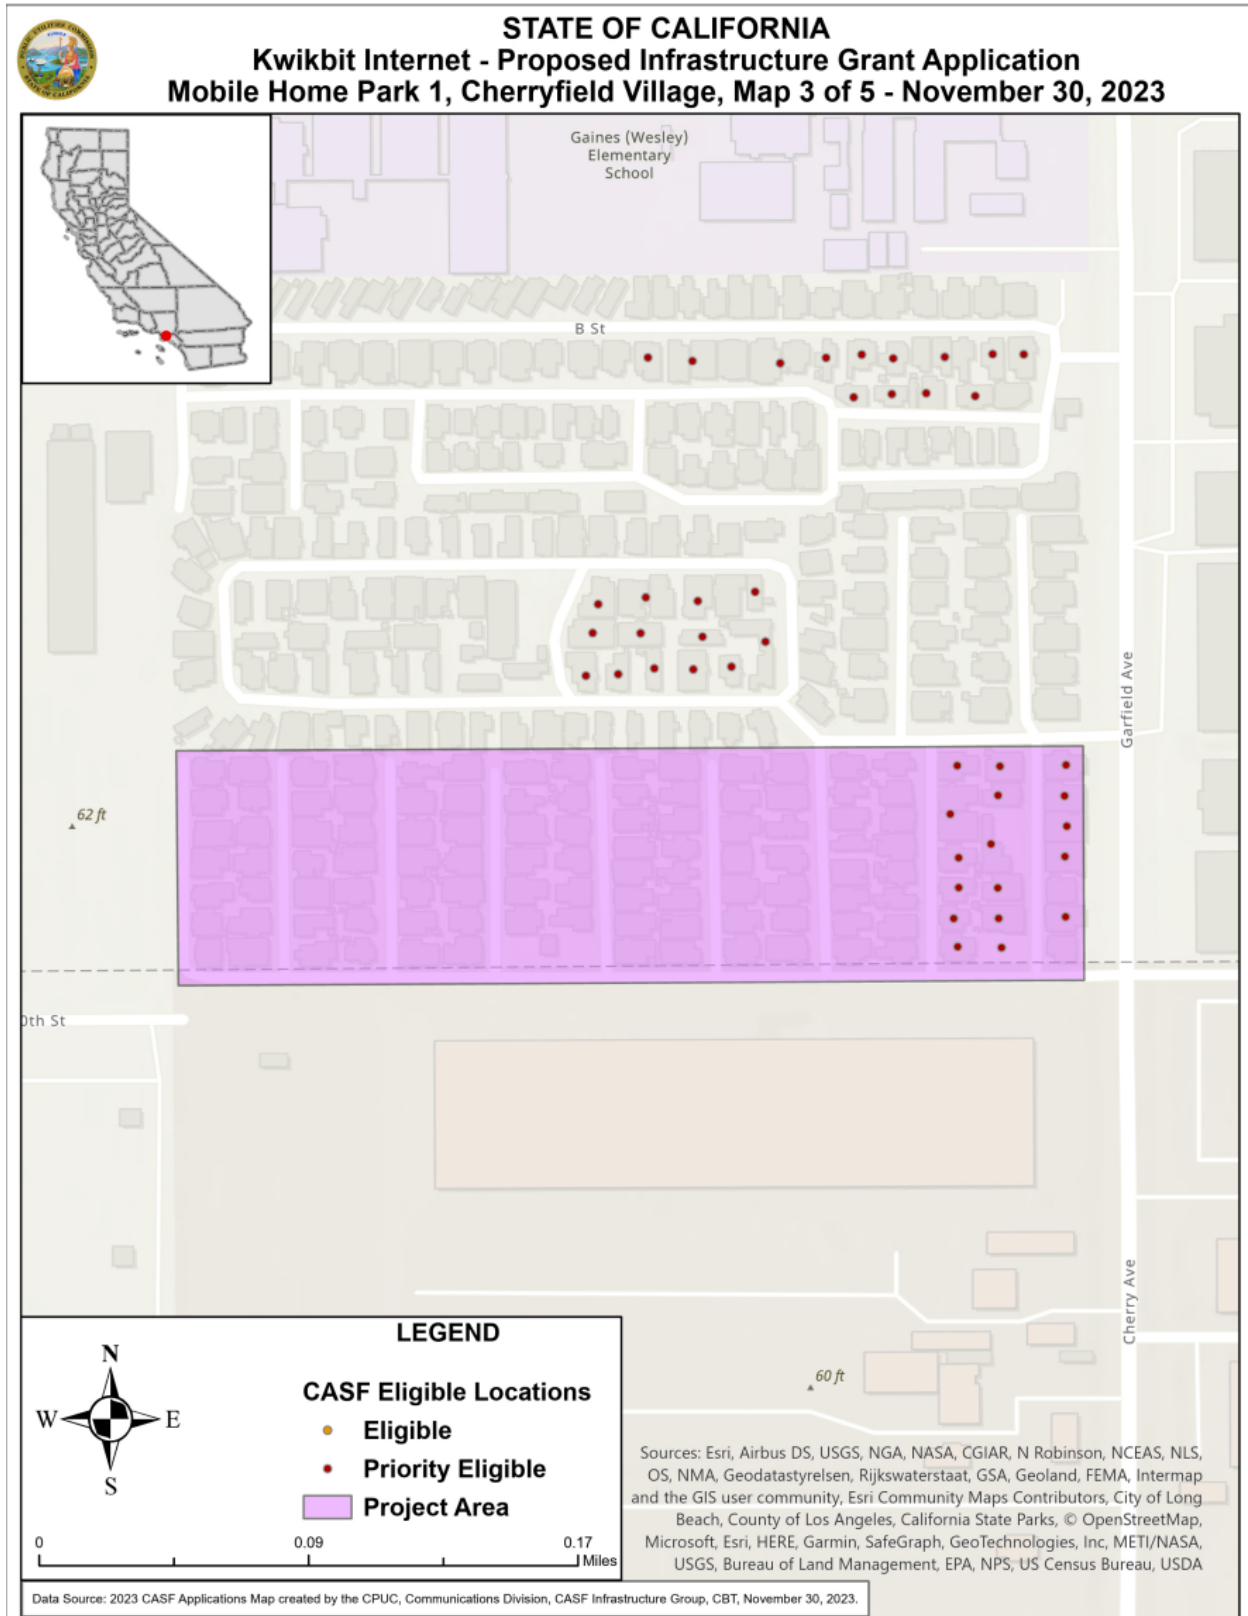 STATE OF CALIFORNIA
Kwikbit Internet - Proposed Infrastructure Grant Application
Mobile Home Park 1, Cherryfield Village, Map 3 of 5 - November 30, 2023
Gaines (Wesley)
Elementary
School
B St
Garfield Ave
62 ft
0th St
Cherry Ave
60 ft
LEGEND
N
W E
S
CASF Eligible Locations
Eligible
Priority Eligible
Project Area
0 0.09 0.17
Miles
Sources: Esri, Airbus DS, USGS, NGA, NASA, CGIAR, N Robinson, NCEAS, NLS,
OS, NMA, Geodatastyrelsen, Rijkswaterstaat, GSA, Geoland, FEMA, Intermap
and the GIS user community, Esri Community Maps Contributors, City of Long
Beach, County of Los Angeles, California State Parks, © OpenStreetMap,
Microsoft, Esri, HERE, Garmin, SafeGraph, GeoTechnologies, Inc, METI/NASA,
USGS, Bureau of Land Management, EPA, NPS, US Census Bureau, USDA
Data Source: 2023 CASF Applications Map created by the CPUC, Communications Division, CASF Infrastructure Group, CBT, November 30, 2023.